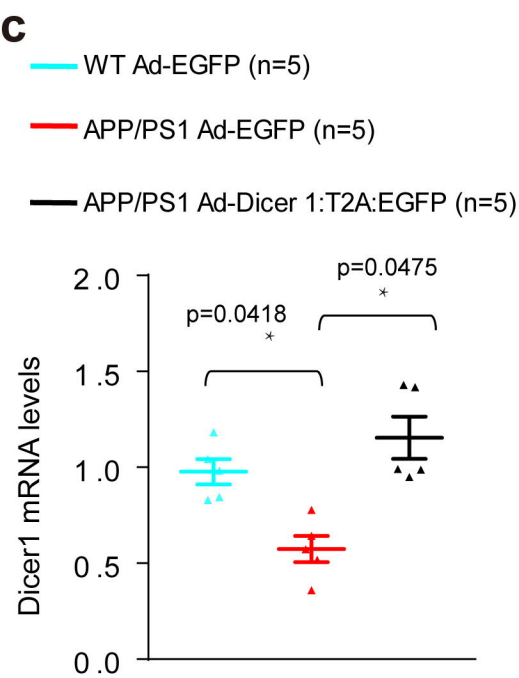 c
WT Ad-EGFP (n=5)
APP/PS1 Ad-EGFP (n=5)
APP/PS1 Ad-Dicer 1:T2A:EGFP (n=5)
p=0.0475
*
p=0.0418
*
2.0
1.5
1.0
0.5
0.0
Dicer1 mRNA levels